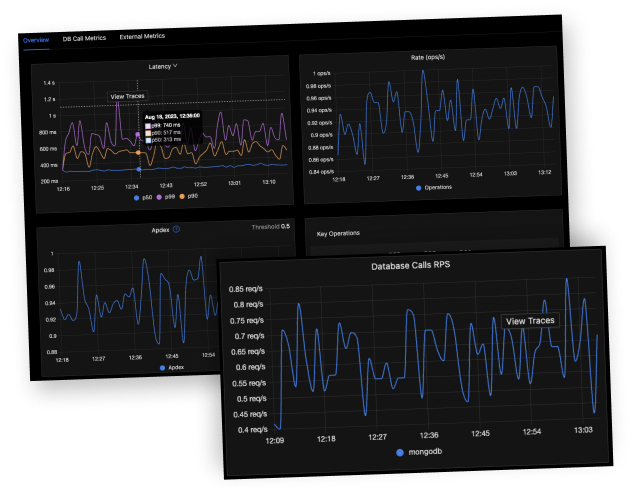 Overview DB Call Metrics External Metrics
Latency
1.4 s
1.2 s
1 s
800 ms
600 ms
400 ms
200 ms
View Traces
Aug 18, 2023, 12:36:00
p99: 740 ms
p90: 517 ms
p50: 313 ms
12:16 12:25 12:34 12:43 12:52 13:01 13:10
p50 p99 p90
Rate (ops/s)
1 ops/s
0.98 ops/s
0.96 ops/s
0.94 ops/s
0.92 ops/s
0.9 ops/s
0.88 ops/s
0.86 ops/s
0.84 ops/s
12:18 12:27 12:36 12:45 12:54 13:03 13:12
Operations
Apdex
Threshold 0.5
1
0.98
0.96
0.94
0.92
0.9
0.88
12:18 12:27 12:36 12:45 12:54
Apdex
Key Operations
Database Calls RPS
0.85 req/s
0.8 req/s
0.75 req/s
0.7 req/s
0.65 req/s
0.6 req/s
0.55 req/s
0.5 req/s
0.45 req/s
0.4 req/s
View Traces
12:09 12:18 12:27 12:36 12:45 12:54 13:03
mongodb